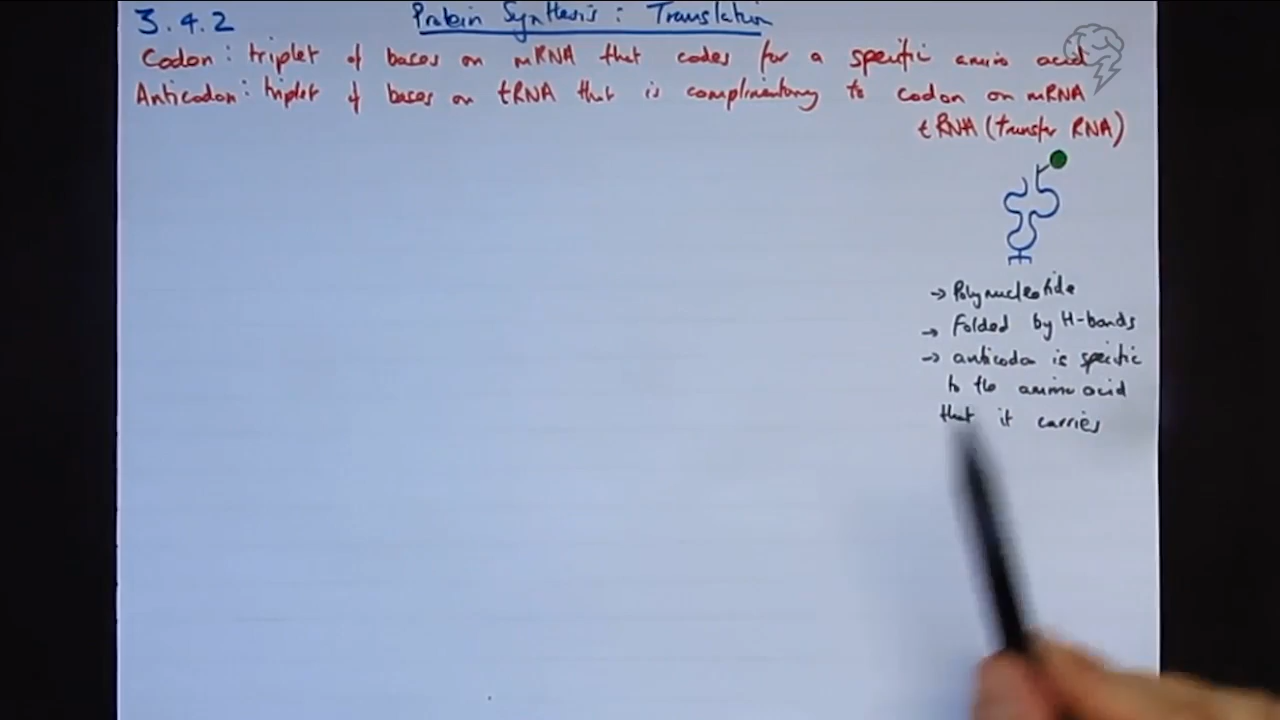 3.4.2 Protein Synthesis : Translation
Codon : triplet of bases on mRNA that codes for a specific amino acid
Anticodon : triplet of bases on tRNA that is complimentary to codon on mRNA
tRNA (transfer RNA)
→ Polynucleotide
→ Folded by H-bonds
→ anticodon is specific
to the amino acid
that it carries